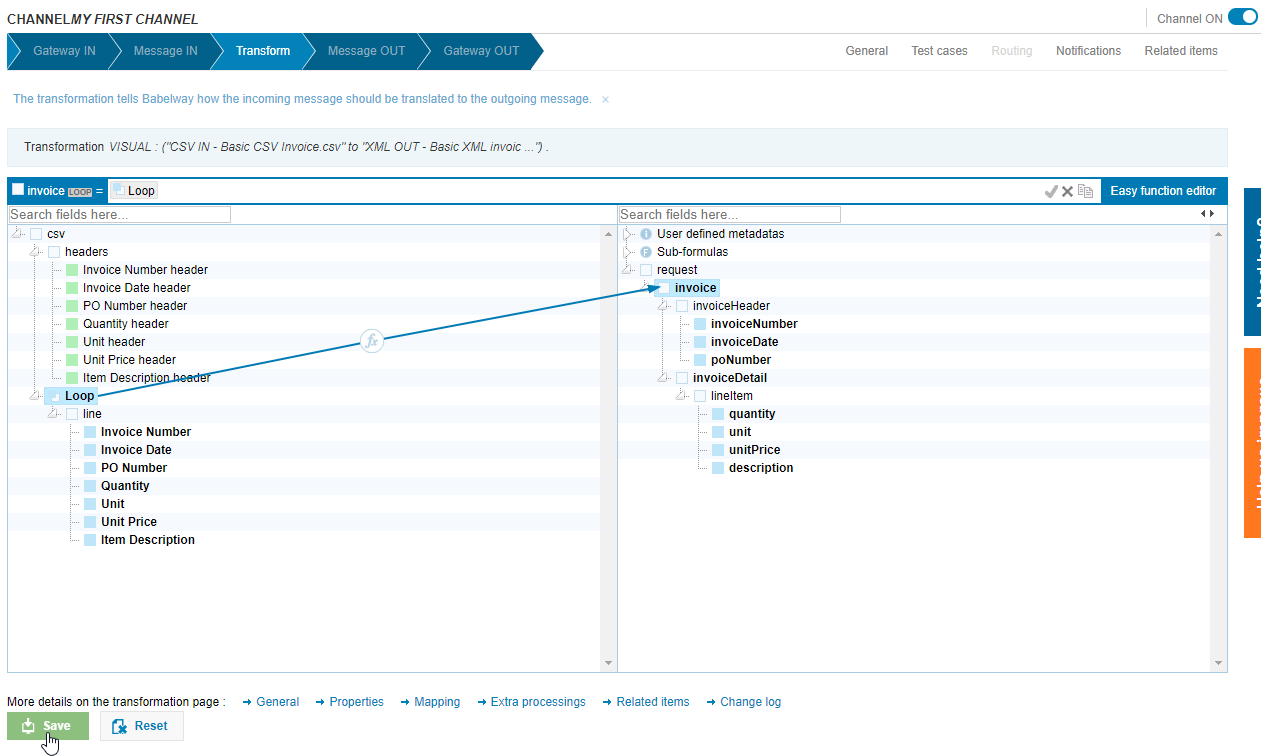 CHANNELMY FIRST CHANNEL
Channel ON
Gateway IN Message IN Transform Message OUT Gateway OUT
General Test cases Routing Notifications Related items
The transformation tells Babelway how the incoming message should be translated to the outgoing message. ×
Transformation VISUAL : ("CSV IN - Basic CSV Invoice.csv" to "XML OUT - Basic XML invoic ...") .
invoice LOOP = Loop
Easy function editor
Search fields here...
csv
headers
Invoice Number header
Invoice Date header
PO Number header
Quantity header
Unit header
Unit Price header
Item Description header
Loop
line
Invoice Number
Invoice Date
PO Number
Quantity
Unit
Unit Price
Item Description
fx
Search fields here...
User defined metadatas
Sub-formulas
request
invoice
invoiceHeader
invoiceNumber
invoiceDate
poNumber
invoiceDetail
lineItem
quantity
unit
unitPrice
description
More details on the transformation page : General Properties Mapping Extra processings Related items Change log
Save Reset